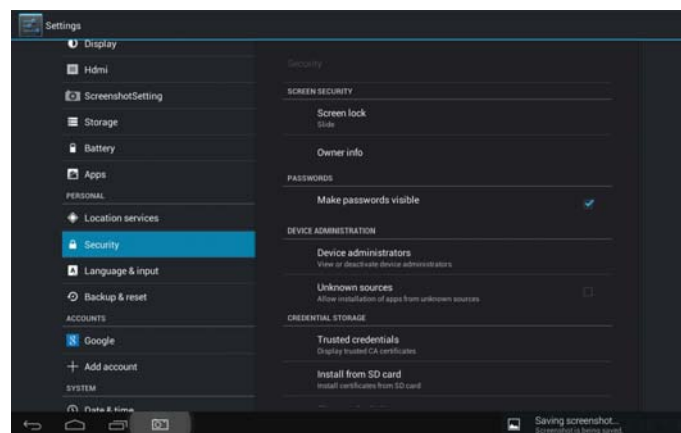 Settings
Display
Hdmi
ScreenshotSetting
Storage
Battery
Apps
PERSONAL
Location services
Security
Language & input
Backup & reset
ACCOUNTS
Google
Add account
SYSTEM
Date & time
Security
SCREEN SECURITY
Screen lock
Slide
Owner info
PASSWORDS
Make passwords visible
DEVICE ADMINISTRATION
Device administrators
View or deactivate device administrators
Unknown sources
Allow installation of apps from unknown sources
CREDENTIAL STORAGE
Trusted credentials
Display trusted CA certificates
Install from SD card
Install certificates from SD card
Saving screenshot...
Screenshot is being saved.